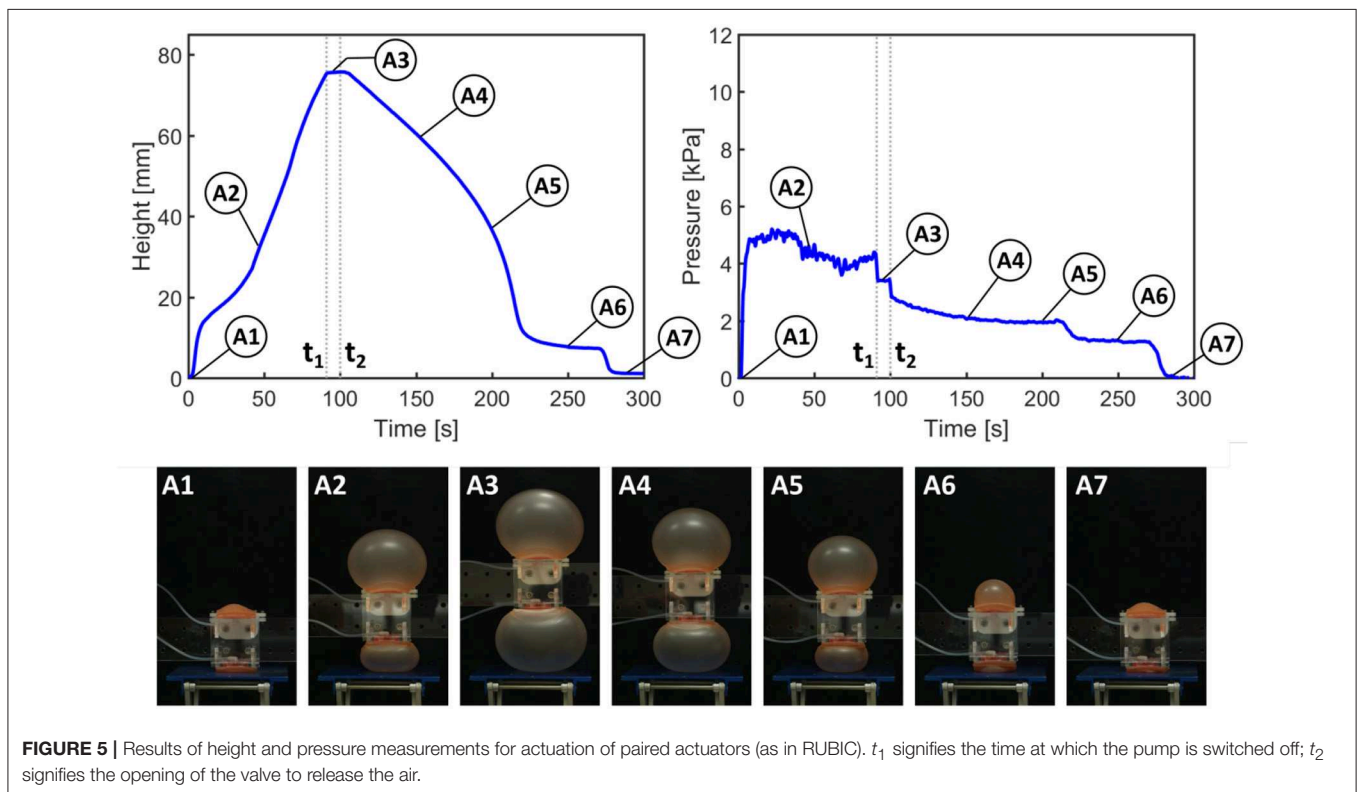 80
60
40
20
0
Height [mm]
A1
A2
A3
A4
A5
A6
A7
t1
t2
0 50 100 150 200 250 300
Time [s]
12
10
8
6
4
2
0
Pressure [kPa]
A1
A2
A3
A4
A5
A6
A7
t1
t2
0 50 100 150 200 250 300
Time [s]
A1 A2 A3 A4 A5 A6 A7
FIGURE 5 | Results of height and pressure measurements for actuation of paired actuators (as in RUBIC). t1 signifies the time at which the pump is switched off; t2
signifies the opening of the valve to release the air.